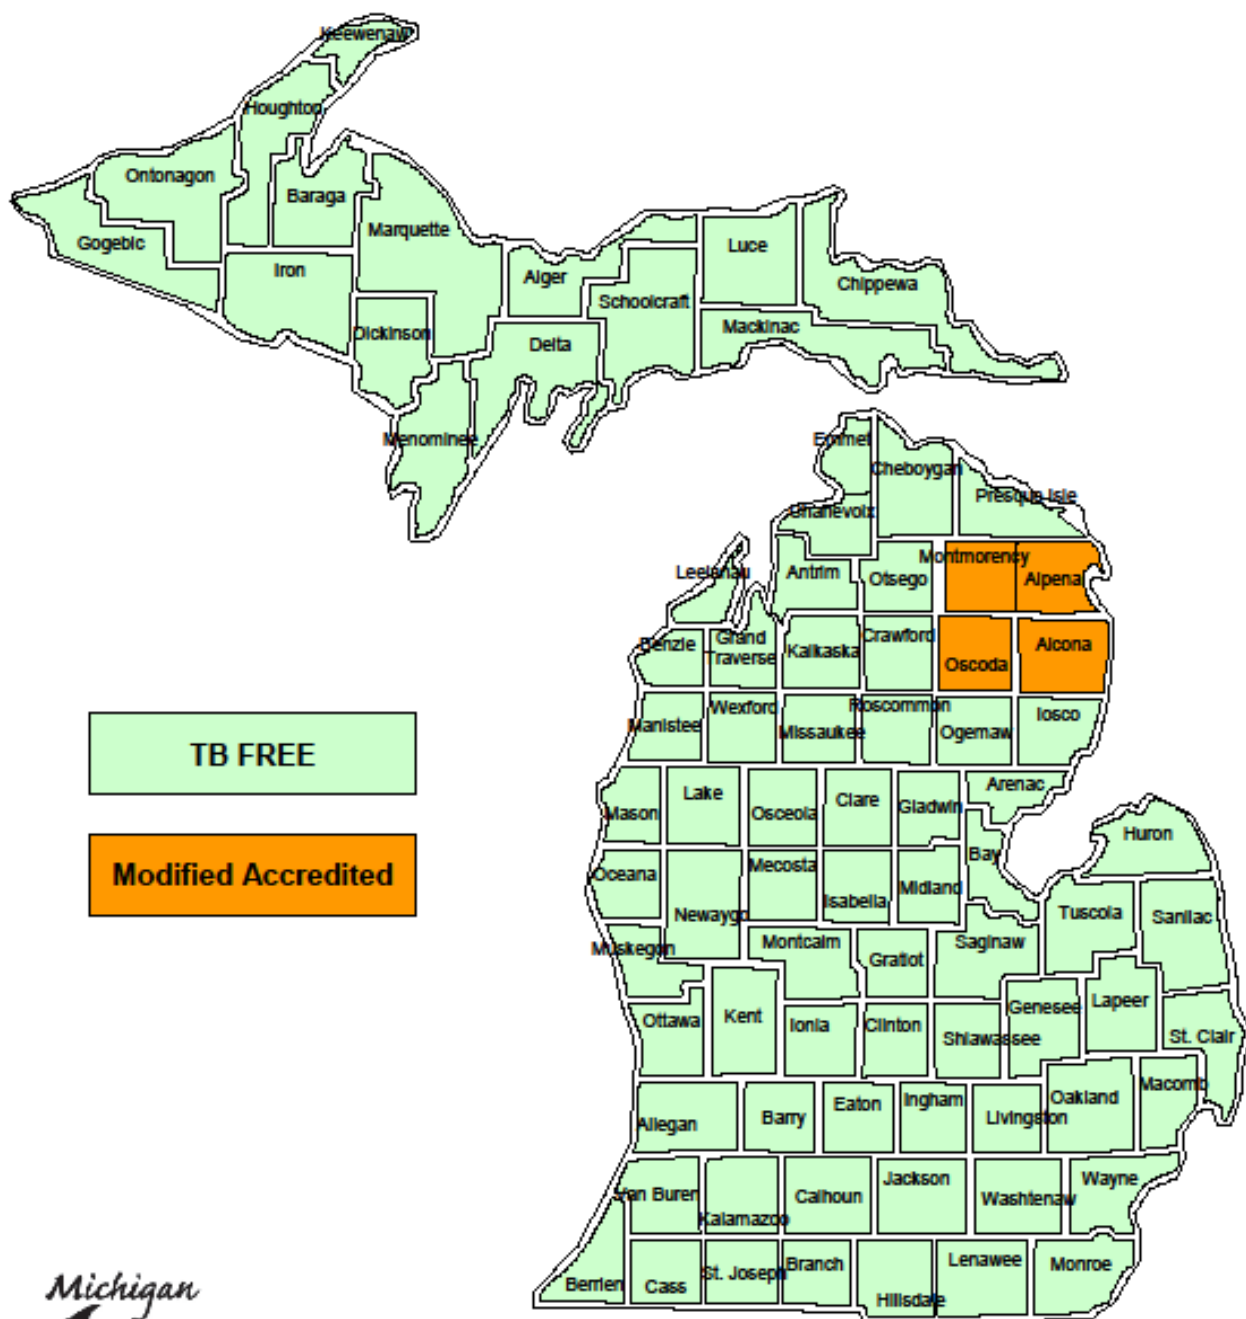 Keewenaw
Houghton
Ontonagon
Baraga
Marquette
Gogebic
Iron
Luce
Alger
Chippewa
Schoolcraft
Mackinac
Dickinson
Delta
Menominee
Emmet
Cheboygan
Presque Isle
Charlevoix
Leelanau
Antrim
Otsego
Montmorency
Alpena
Benzie
Grand
Traverse
Kalkaska
Crawford
Oscoda
Alcona
Manistee
Wexford
Missaukee
Roscommon
Ogemaw
Iosco
TB FREE
Mason
Lake
Osceola
Clare
Gladwin
Arenac
Huron
Modified Accredited
Oceana
Newaygo
Mecosta
Isabella
Midland
Bay
Tuscola
Sanilac
Muskegon
Montcalm
Gratiot
Saginaw
Ottawa
Kent
Ionia
Clinton
Shiawassee
Genesee
Lapeer
St. Clair
Allegan
Barry
Eaton
Ingham
Livingston
Oakland
Macomb
Van Buren
Kalamazoo
Calhoun
Jackson
Washtenaw
Wayne
Berrien
Cass
St. Joseph
Branch
Hillsdale
Lenawee
Monroe
Michigan